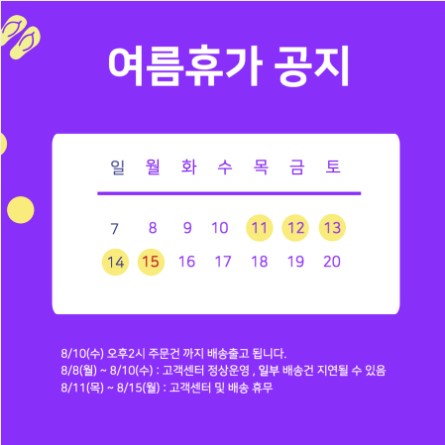 여름휴가 공지
일 월 화 수 목 금 토
7 8 9 10 11 12 13
14 15 16 17 18 19 20
8/10(수) 오후2시 주문건 까지 배송출고 됩니다.
8/8(월) ~ 8/10(수) : 고객센터 정상운영 , 일부 배송건 지연될 수 있음
8/11(목) ~ 8/15(월) : 고객센터 및 배송 휴무